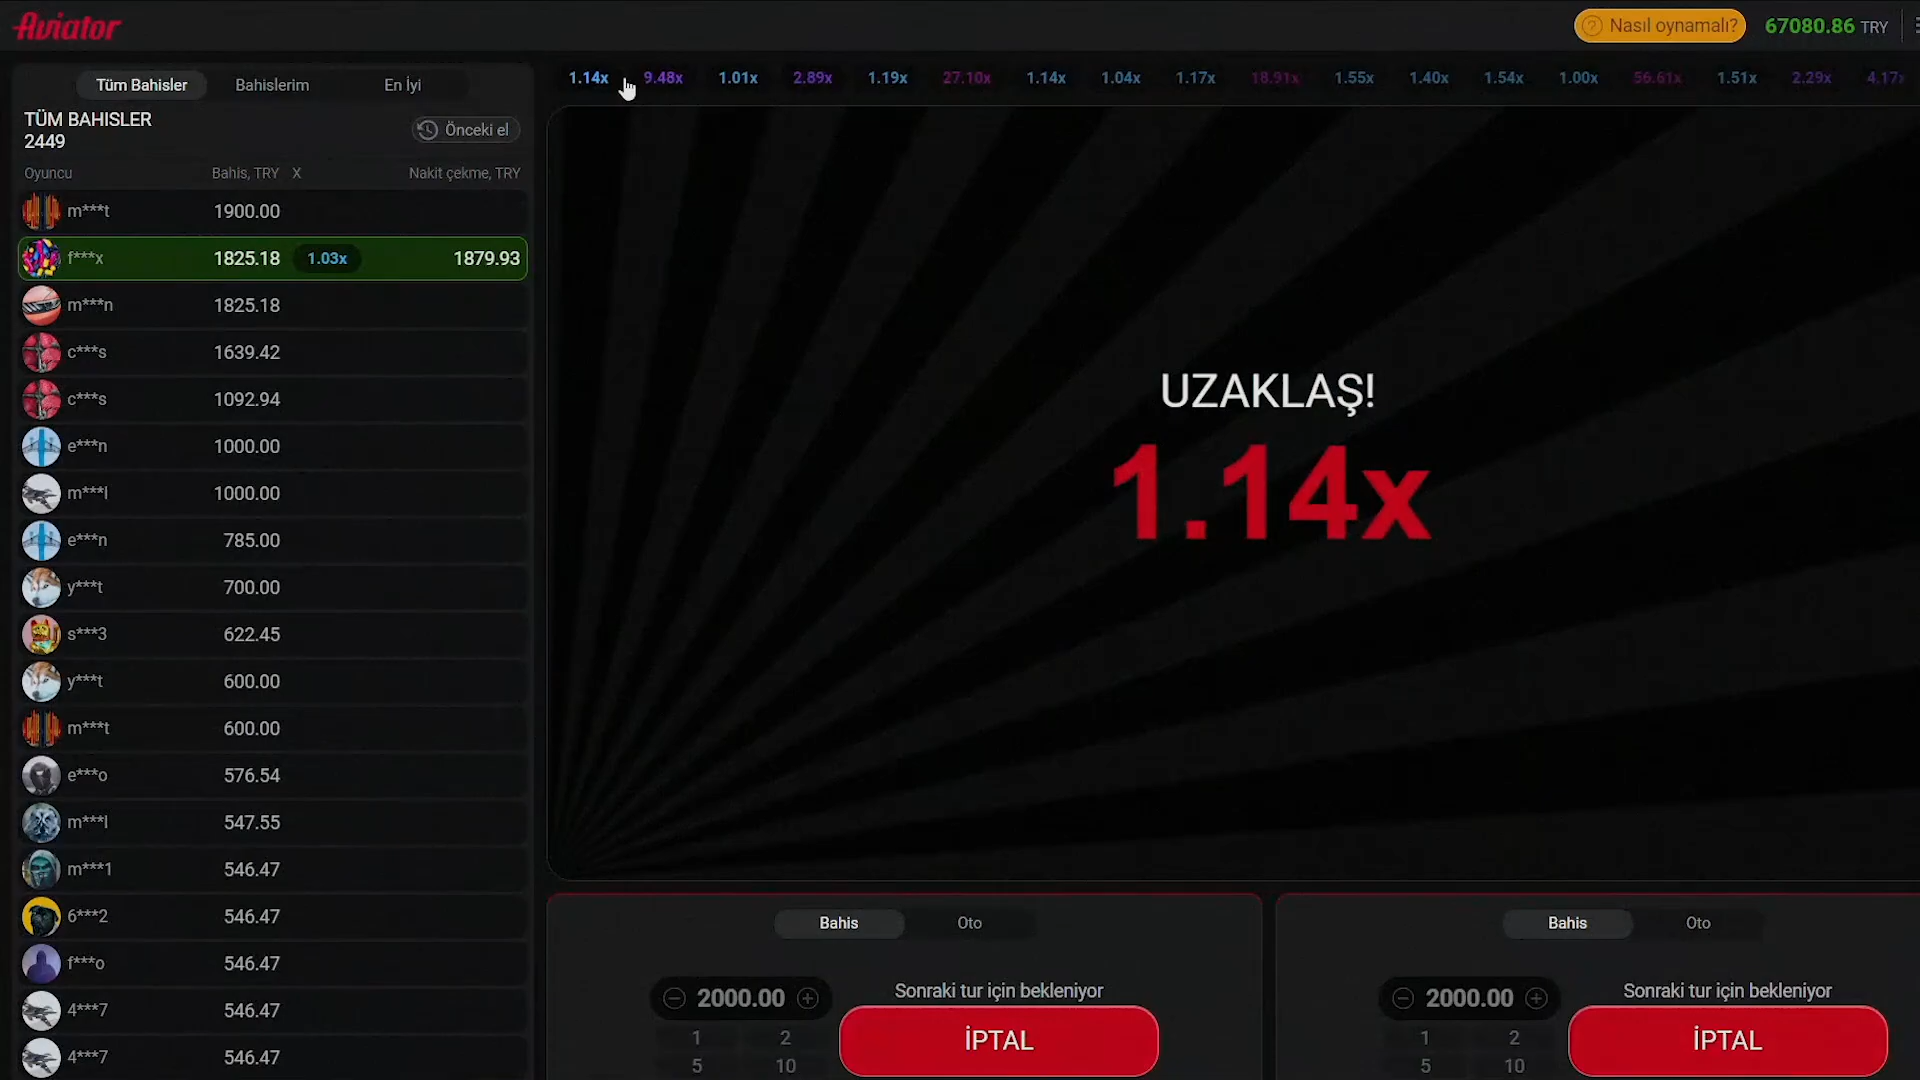 Aviator
Nasıl oynamalı?
67080.86 TRY
Tüm Bahisler Bahislerim En İyi
1.14x 9.48x 1.01x 2.89x 1.19x 27.10x 1.14x 1.04x 1.17x 18.91x 1.55x 1.40x 1.54x 1.00x 56.61x 1.51x 2.29x 4.17x
TÜM BAHISLER
2449
Önceki el
Oyuncu Bahis, TRY X Nakit çekme, TRY
m***t 1900.00
f***x 1825.18 1.03x 1879.93
m***n 1825.18
c***s 1639.42
c***s 1092.94
e***n 1000.00
m***l 1000.00
e***n 785.00
y***t 700.00
s***3 622.45
y***t 600.00
m***t 600.00
e***o 576.54
m***l 547.55
m***1 546.47
6***2 546.47
f***o 546.47
4***7 546.47
4***7 546.47
UZAKLAŞ!
1.14x
Bahis Oto
2000.00
1 2
5 10
Sonraki tur için bekleniyor
İPTAL
Bahis Oto
2000.00
1 2
5 10
Sonraki tur için bekleniyor
İPTAL